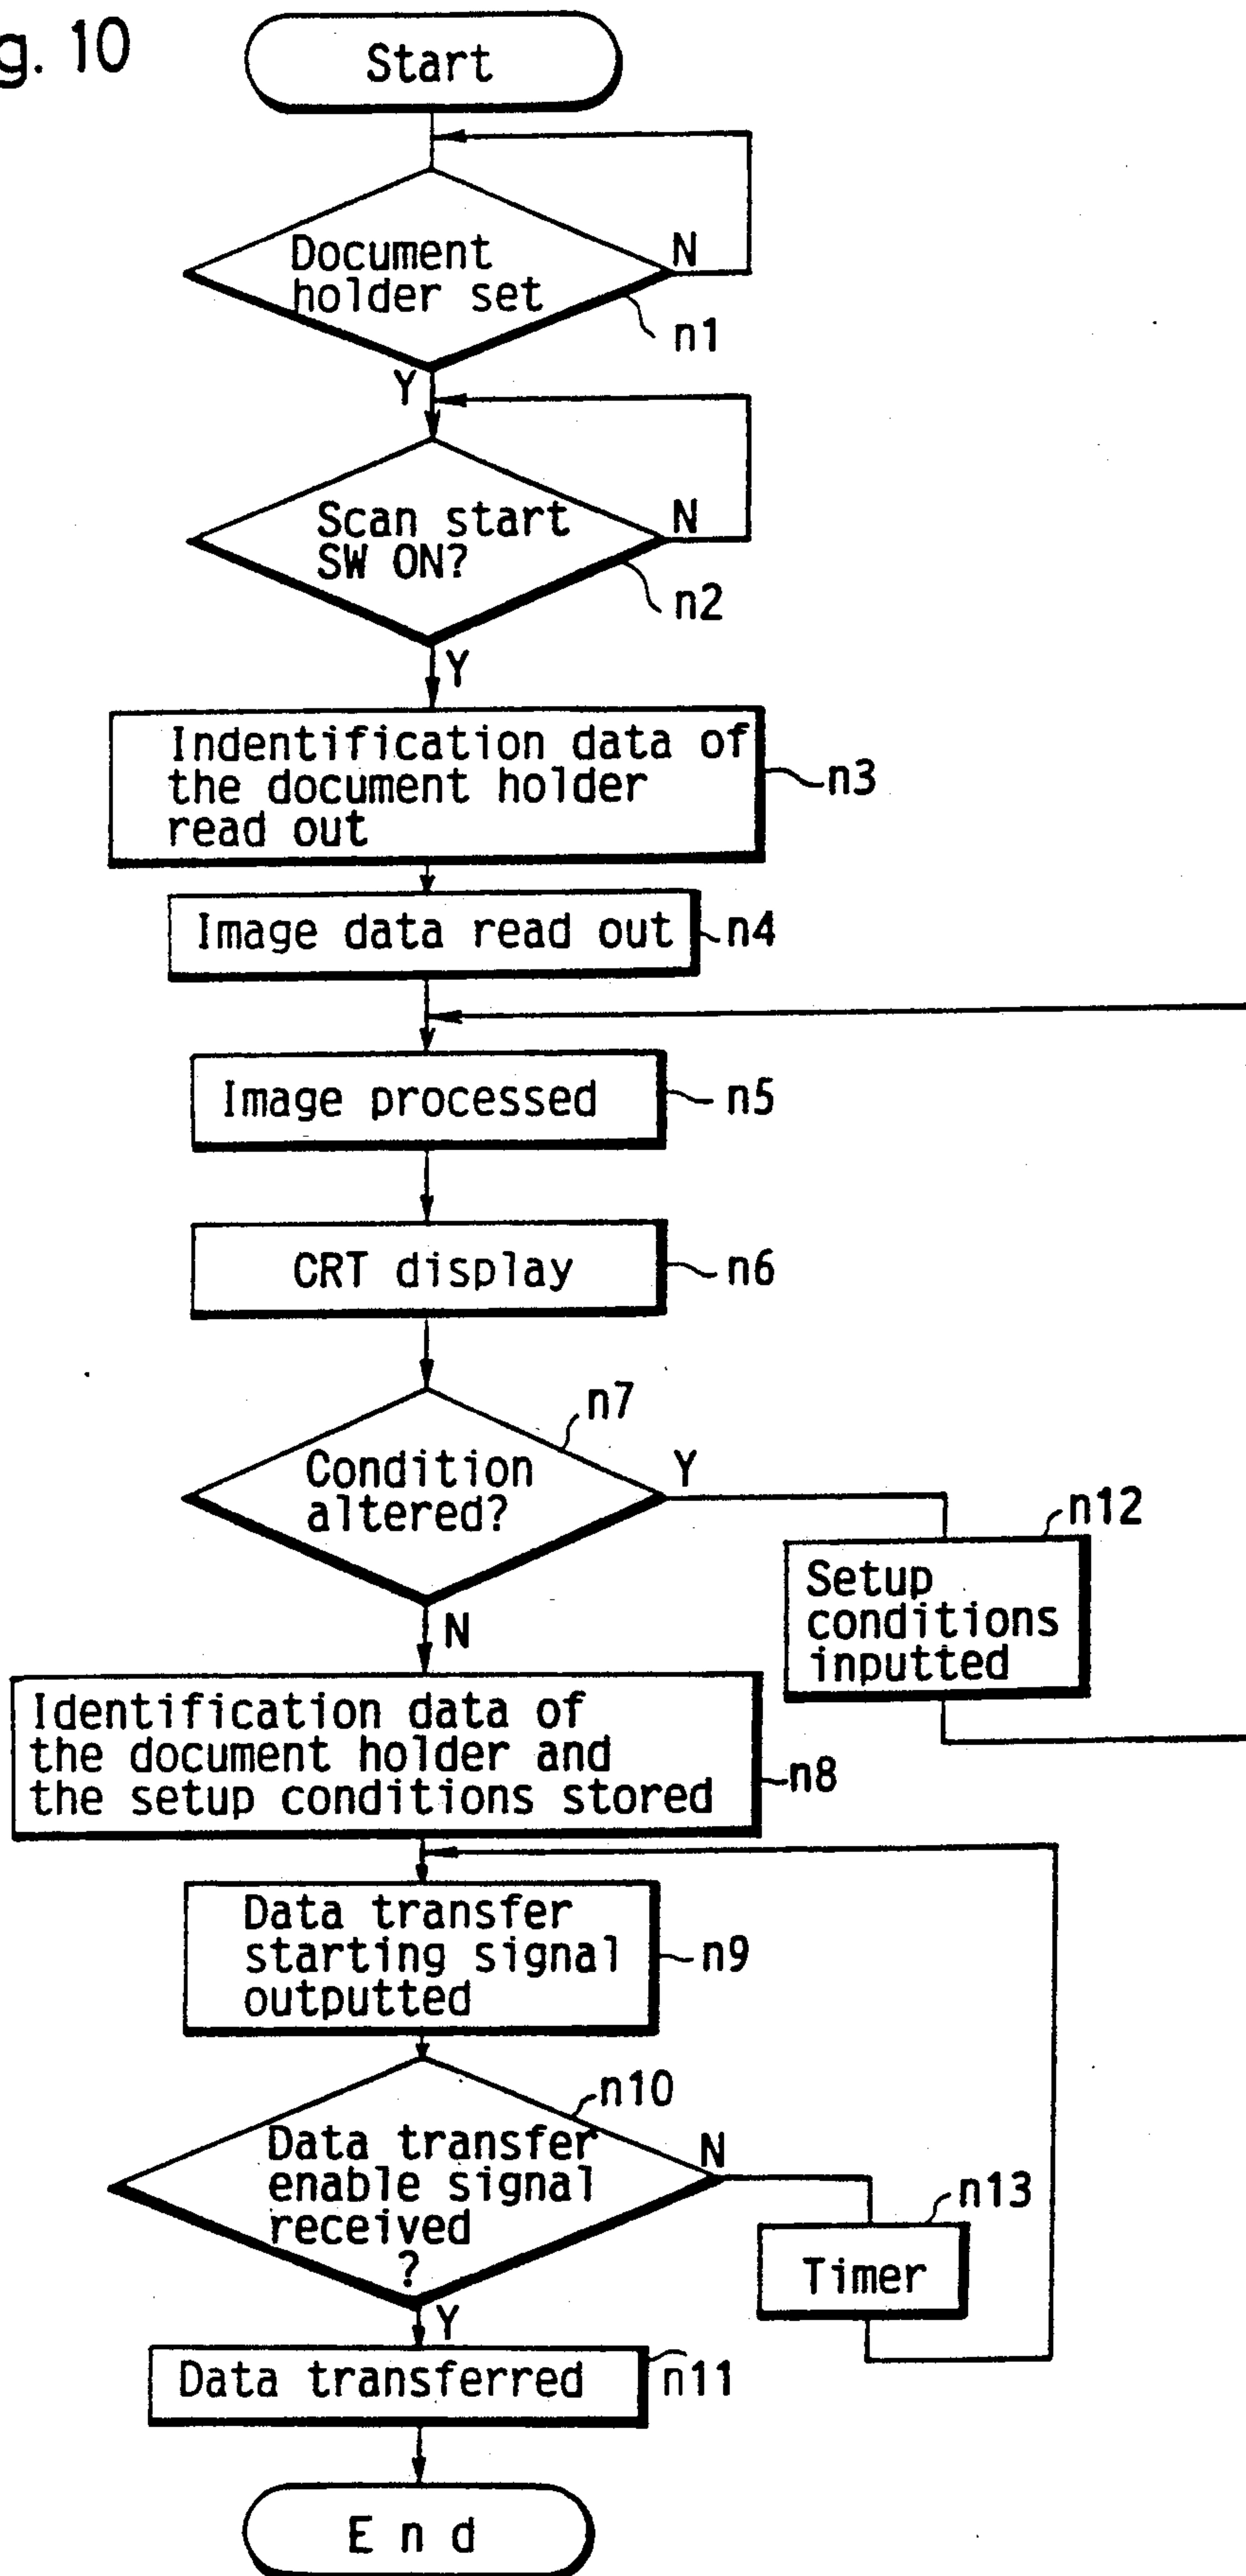 g. 10
Start
Document
holder set
N
n1
Y
Scan start
SW ON?
N
n2
Y
Indentification data of
the document holder
read out
n3
Image data read out
n4
Image processed
n5
CRT display
n6
n7
Condition
altered?
Y
n12
Setup
conditions
inputted
N
Identification data of
the document holder and
the setup conditions stored
n8
Data transfer
starting signal
outputted
n9
n10
Data transfer
enable signal
received
?
N
n13
Timer
Y
Data transferred
n11
End